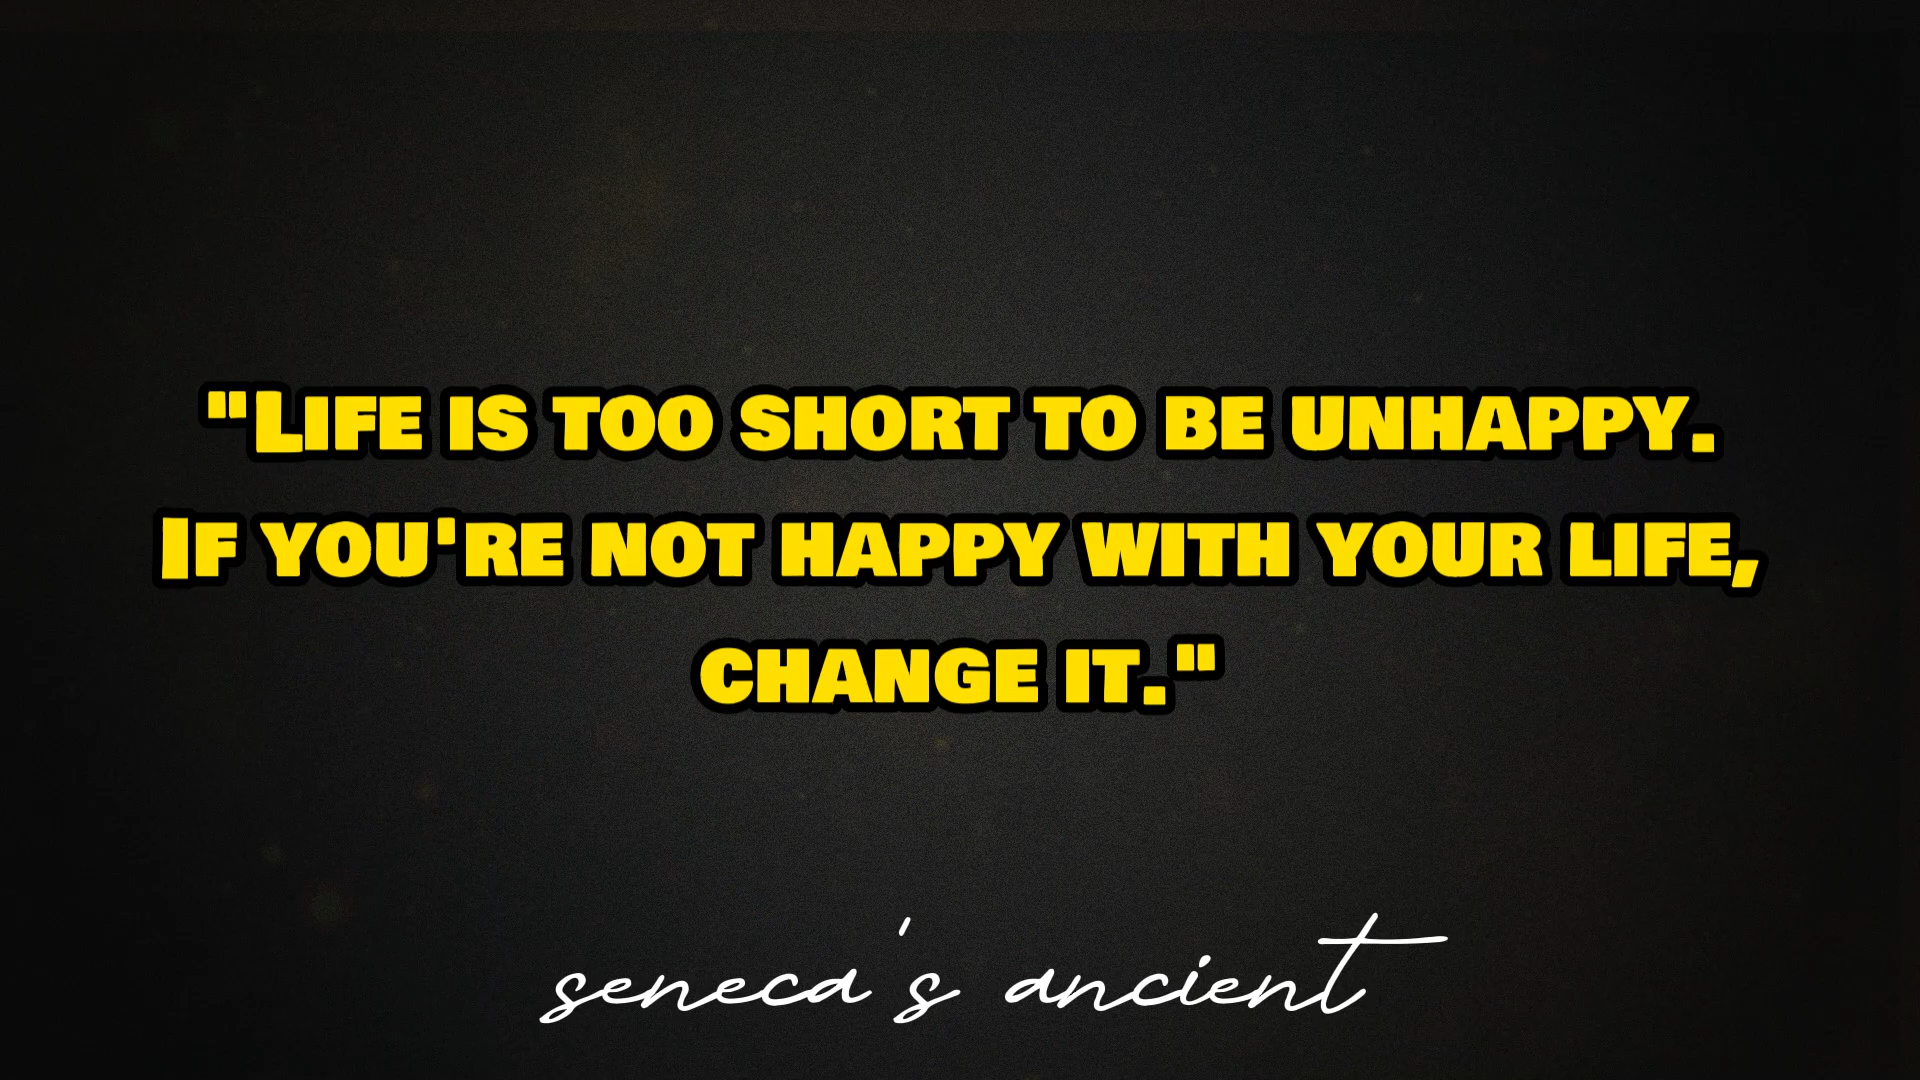 "Life is too short to be unhappy.
If you're not happy with your life,
change it."
seneca's ancient